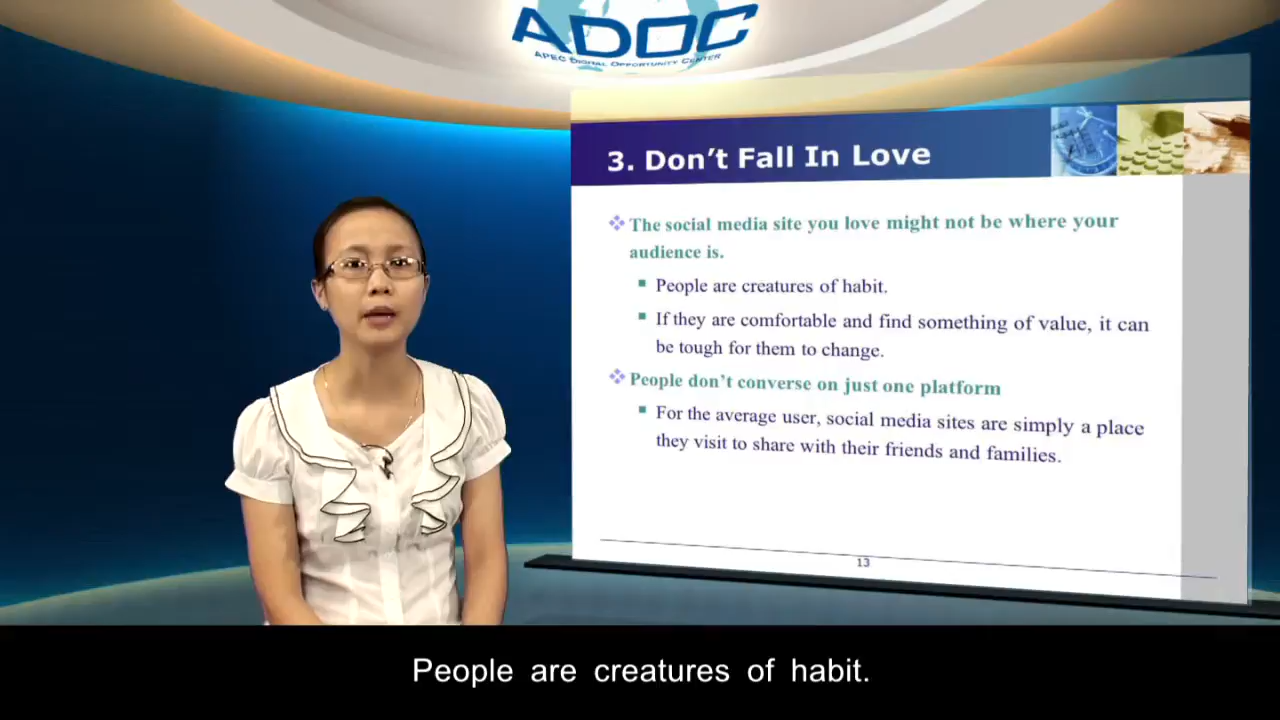 ADOC
APEC DIGITAL OPPORTUNITY CENTER
3. Don’t Fall In Love
The social media site you love might not be where your
audience is.
People are creatures of habit.
If they are comfortable and find something of value, it can
be tough for them to change.
People don’t converse on just one platform
For the average user, social media sites are simply a place
they visit to share with their friends and families.
13
People are creatures of habit.